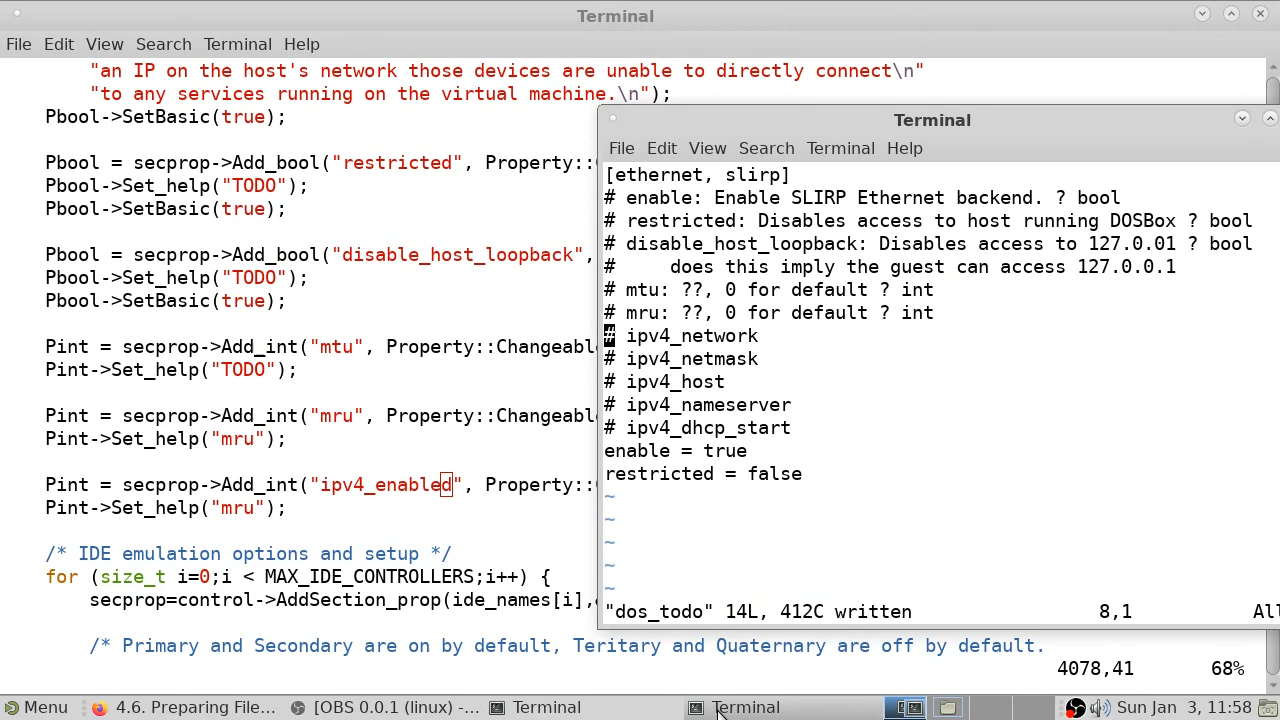 Terminal
File Edit View Search Terminal Help
"an IP on the host's network those devices are unable to directly connect\n"
"to any services running on the virtual machine.\n");
Pbool->SetBasic(true);
Pbool = secprop->Add_bool("restricted", Property::
Pbool->Set_help("TODO");
Pbool->SetBasic(true);
Pbool = secprop->Add_bool("disable_host_loopback",
Pbool->Set_help("TODO");
Pbool->SetBasic(true);
Pint = secprop->Add_int("mtu", Property::Changeabl
Pint->Set_help("TODO");
Pint = secprop->Add_int("mru", Property::Changeabl
Pint->Set_help("mru");
Pint = secprop->Add_int("ipv4_enabled", Property::
Pint->Set_help("mru");
/* IDE emulation options and setup */
for (size_t i=0;i < MAX_IDE_CONTROLLERS;i++) {
secprop=control->AddSection_prop(ide_names[i],
/* Primary and Secondary are on by default, Teritary and Quaternary are off by default.
4078,41 68%
Terminal
File Edit View Search Terminal Help
[ethernet, slirp]
# enable: Enable SLIRP Ethernet backend. ? bool
# restricted: Disables access to host running DOSBox ? bool
# disable_host_loopback: Disables access to 127.0.01 ? bool
# does this imply the guest can access 127.0.0.1
# mtu: ??, 0 for default ? int
# mru: ??, 0 for default ? int
# ipv4_network
# ipv4_netmask
# ipv4_host
# ipv4_nameserver
# ipv4_dhcp_start
enable = true
restricted = false
~
~
~
~
~
"dos_todo" 14L, 412C written 8,1 All
Menu 4.6. Preparing File... [OBS 0.0.1 (linux) -... Terminal Terminal Sun Jan 3, 11:58